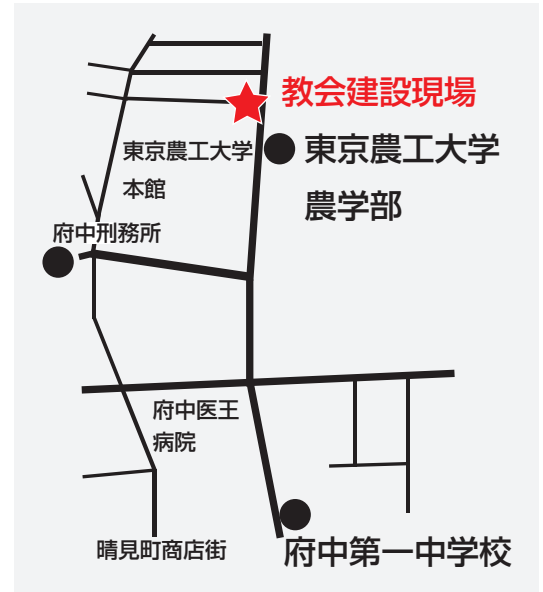 教会建設現場
東京農工大学
農学部
東京農工大学
本館
府中刑務所
府中医王
病院
晴見町商店街
府中第一中学校